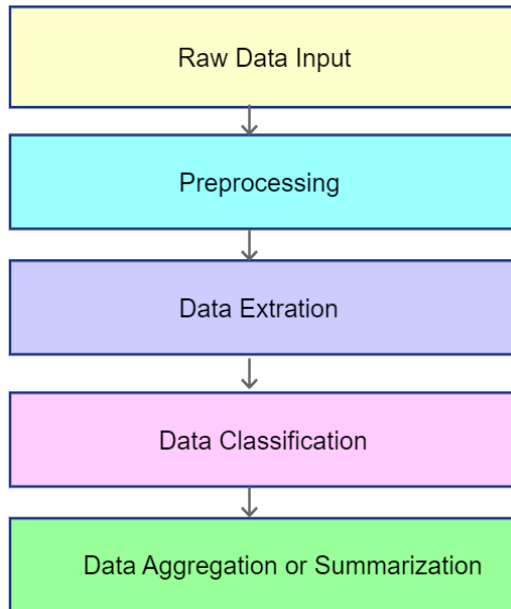 Raw Data Input
Preprocessing
Data Extration
Data Classification
Data Aggregation or Summarization